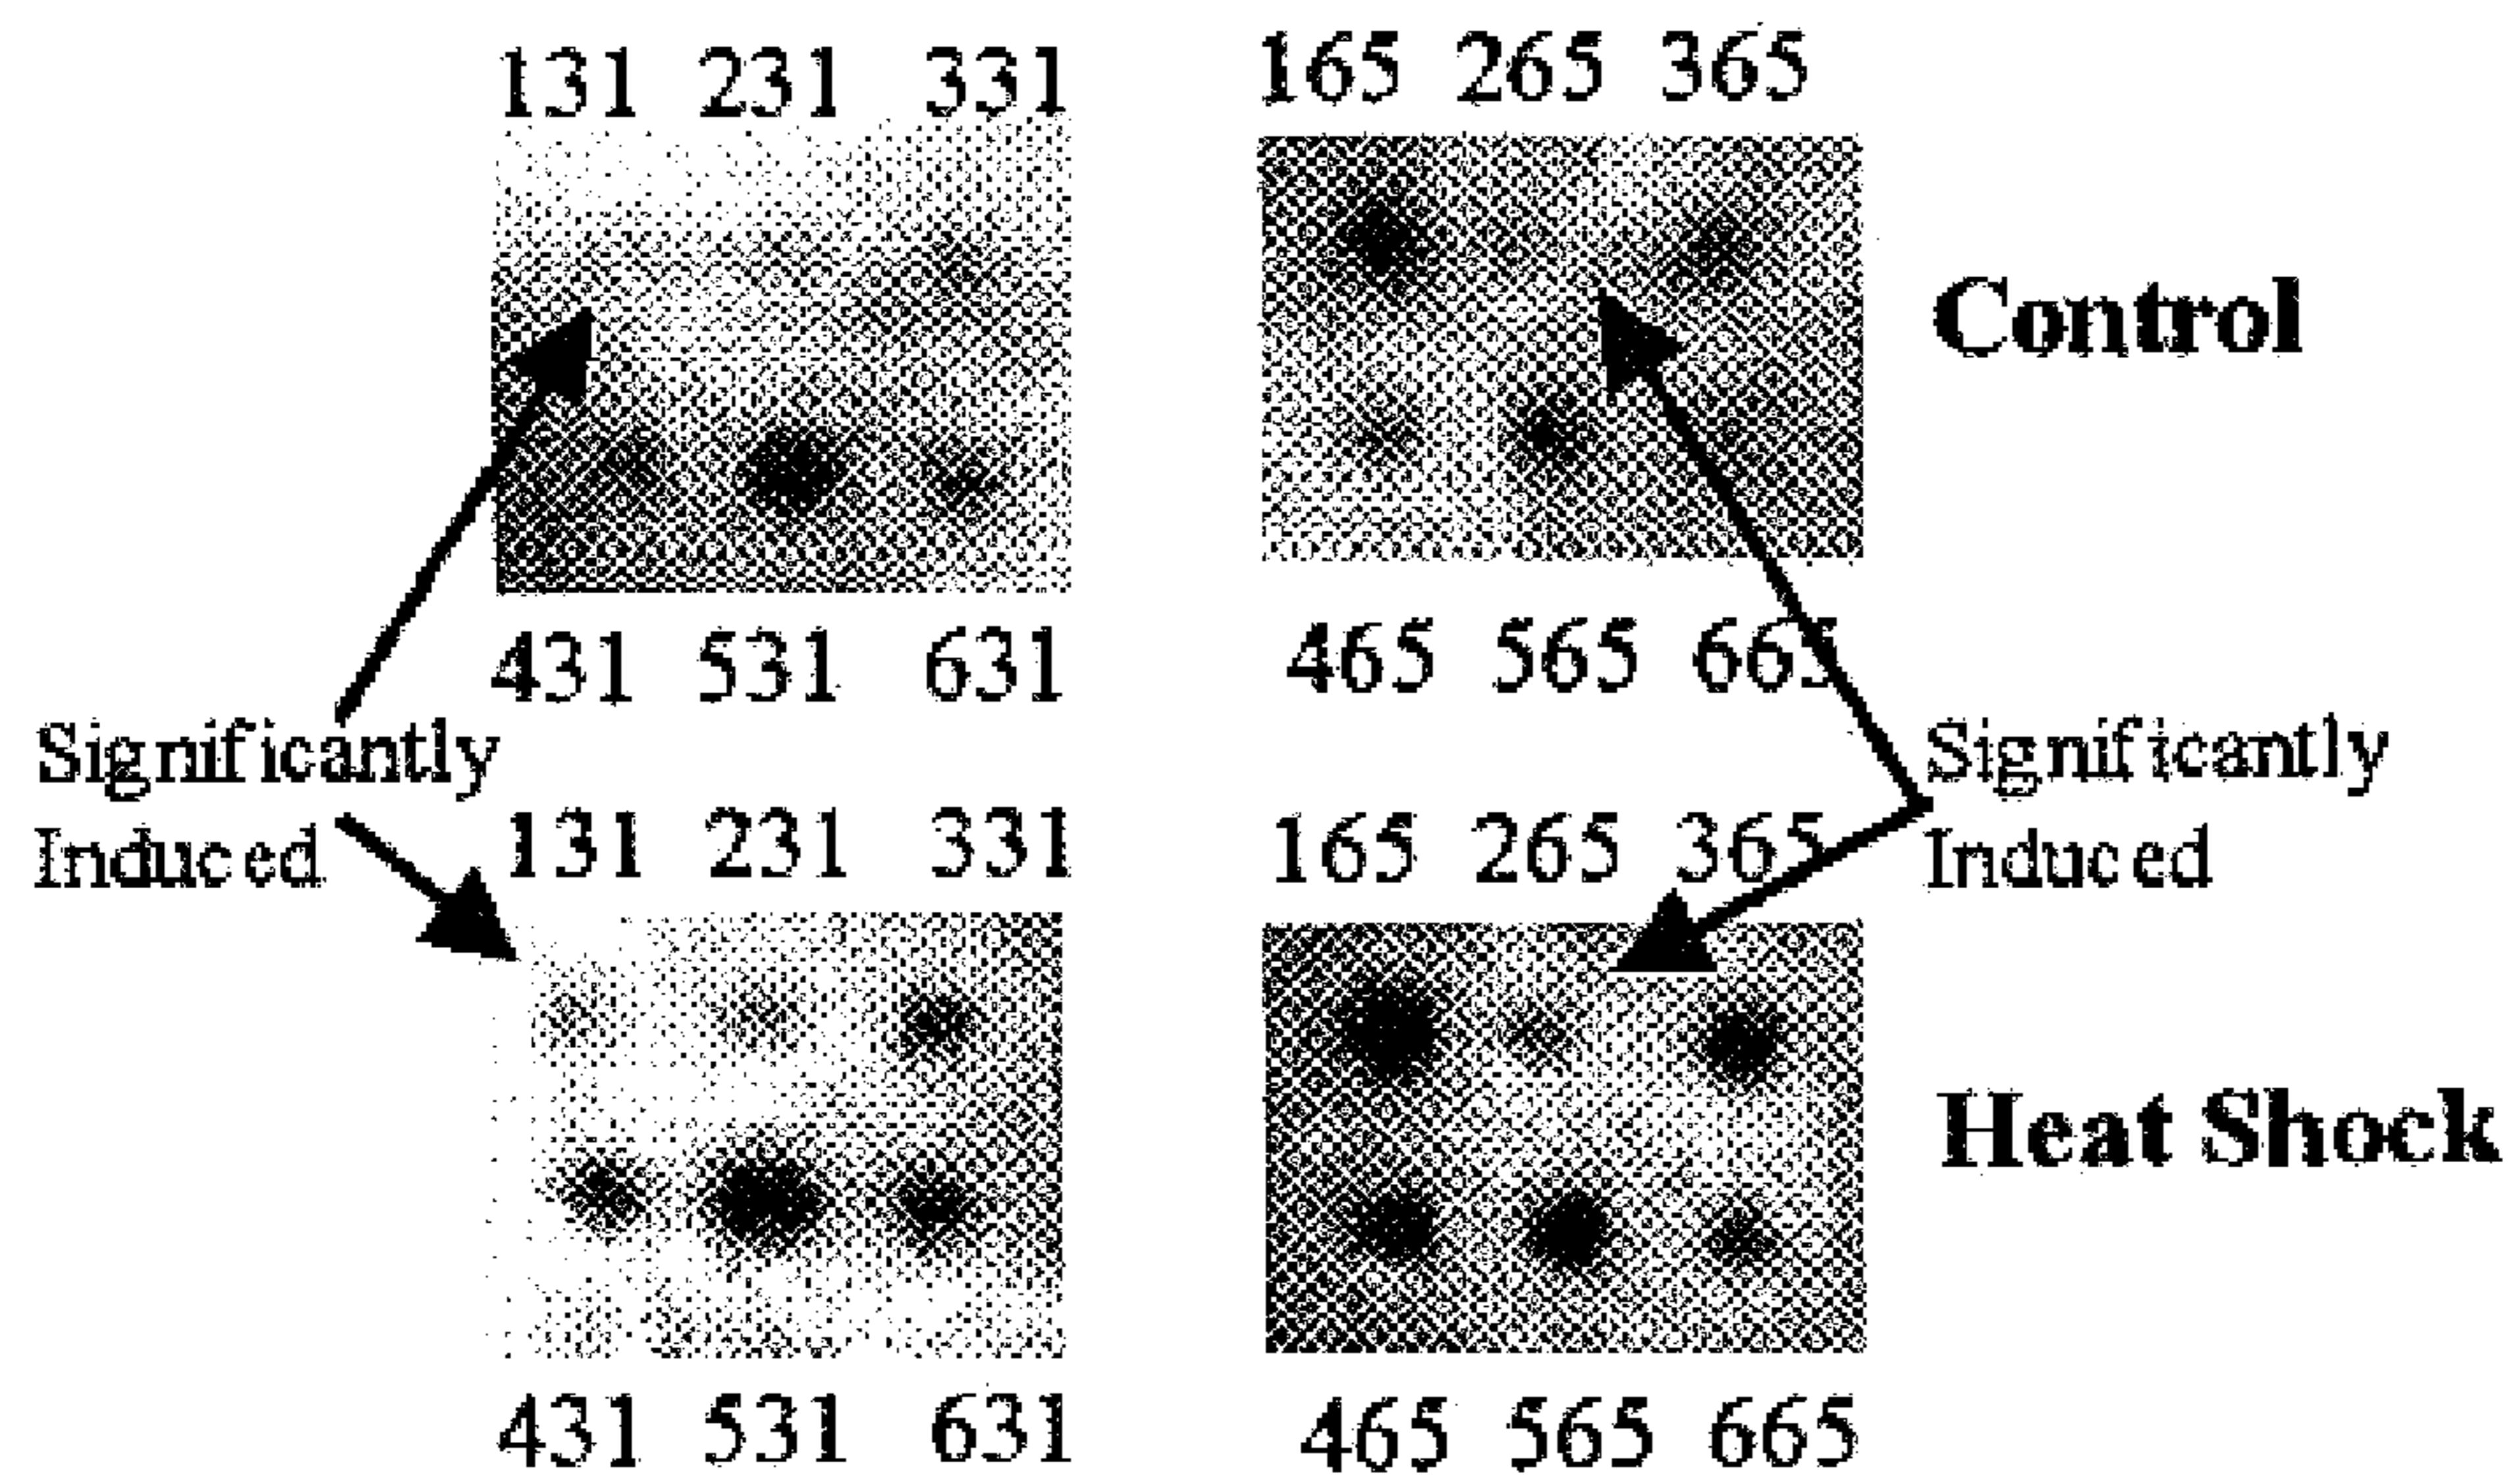 131 231 331
165 265 365
Control
431 531 631
465 565 665
Significantly
Induced
Significantly
Induced
131 231 331
165 265 365
Heat Shock
431 531 631
465 565 665